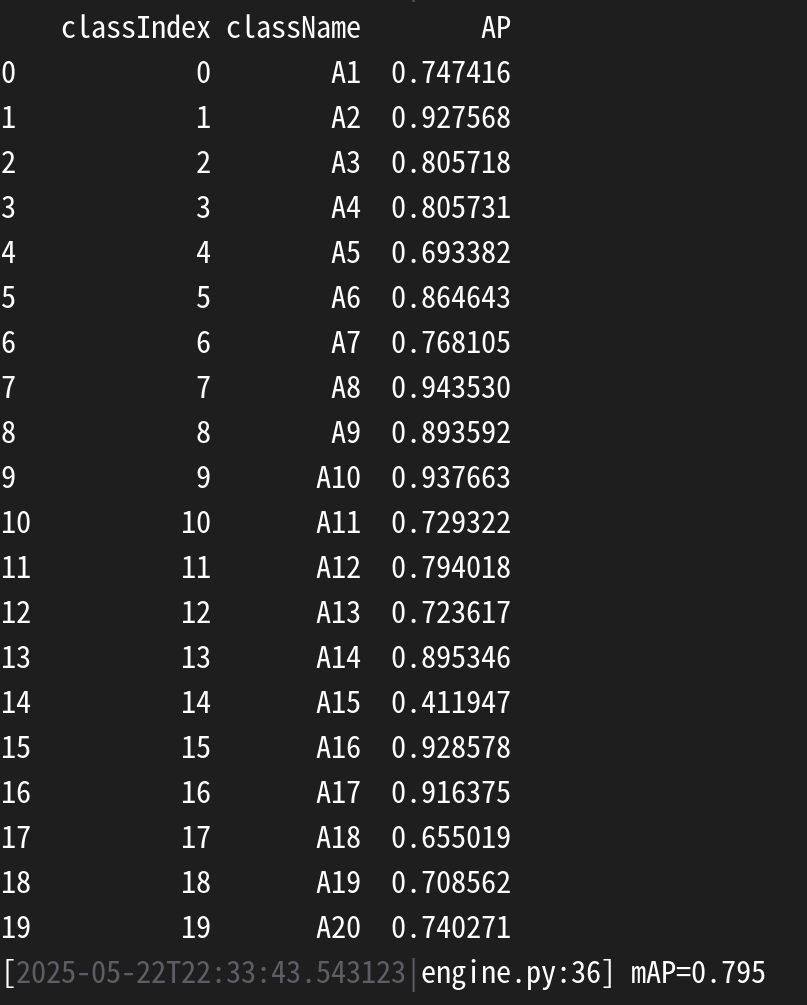 classIndex className AP
0 0 A1 0.747416
1 1 A2 0.927568
2 2 A3 0.805718
3 3 A4 0.805731
4 4 A5 0.693382
5 5 A6 0.864643
6 6 A7 0.768105
7 7 A8 0.943530
8 8 A9 0.893592
9 9 A10 0.937663
10 10 A11 0.729322
11 11 A12 0.794018
12 12 A13 0.723617
13 13 A14 0.895346
14 14 A15 0.411947
15 15 A16 0.928578
16 16 A17 0.916375
17 17 A18 0.655019
18 18 A19 0.708562
19 19 A20 0.740271
[2025-05-22T22:33:43.543123|engine.py:36] mAP=0.795